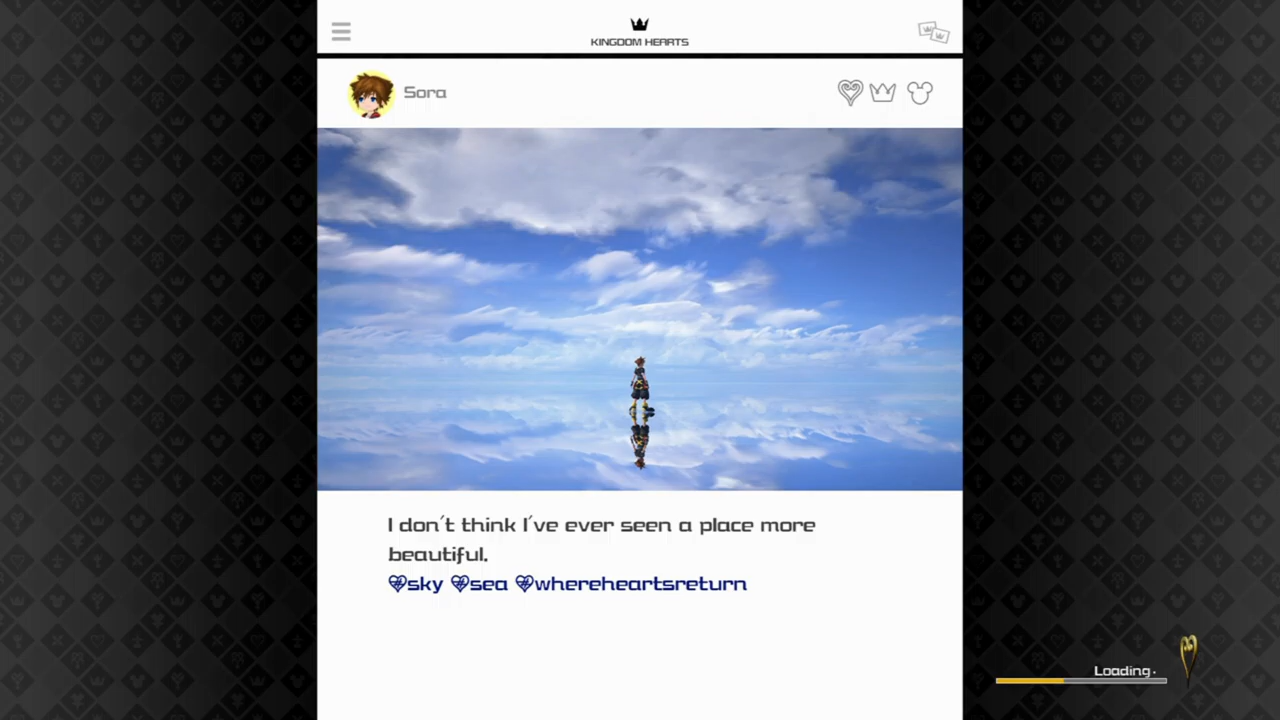 KINGDOM HEARTS
Sora
I don't think I've ever seen a place more
beautiful.
sky sea whereheartsreturn
Loading.